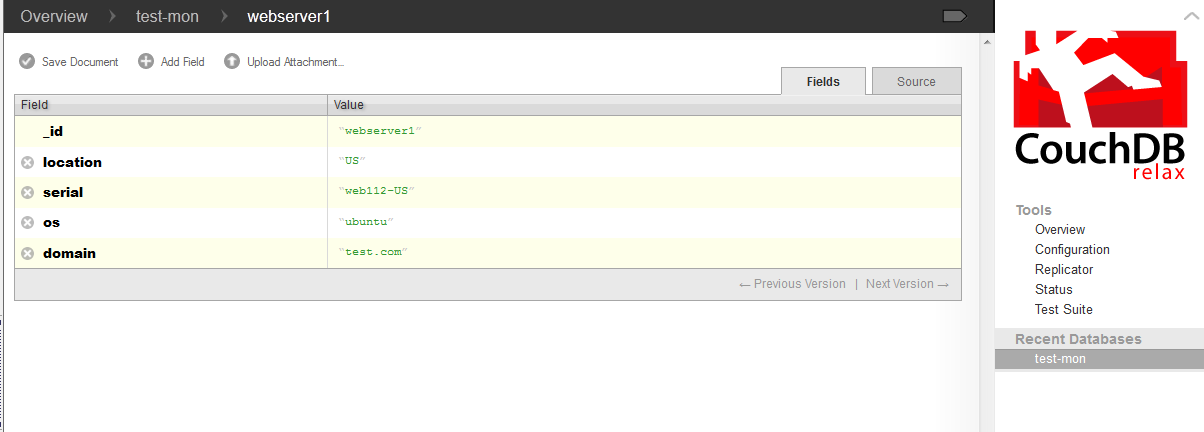 Overview test-mon webserver1
Save Document Add Field Upload Attachment...
Fields Source
Field Value
_id "webserver1"
location "US"
serial "web112-US"
os "ubuntu"
domain "test.com"
← Previous Version | Next Version →
CouchDB
relax
Tools
Overview
Configuration
Replicator
Status
Test Suite
Recent Databases
test-mon